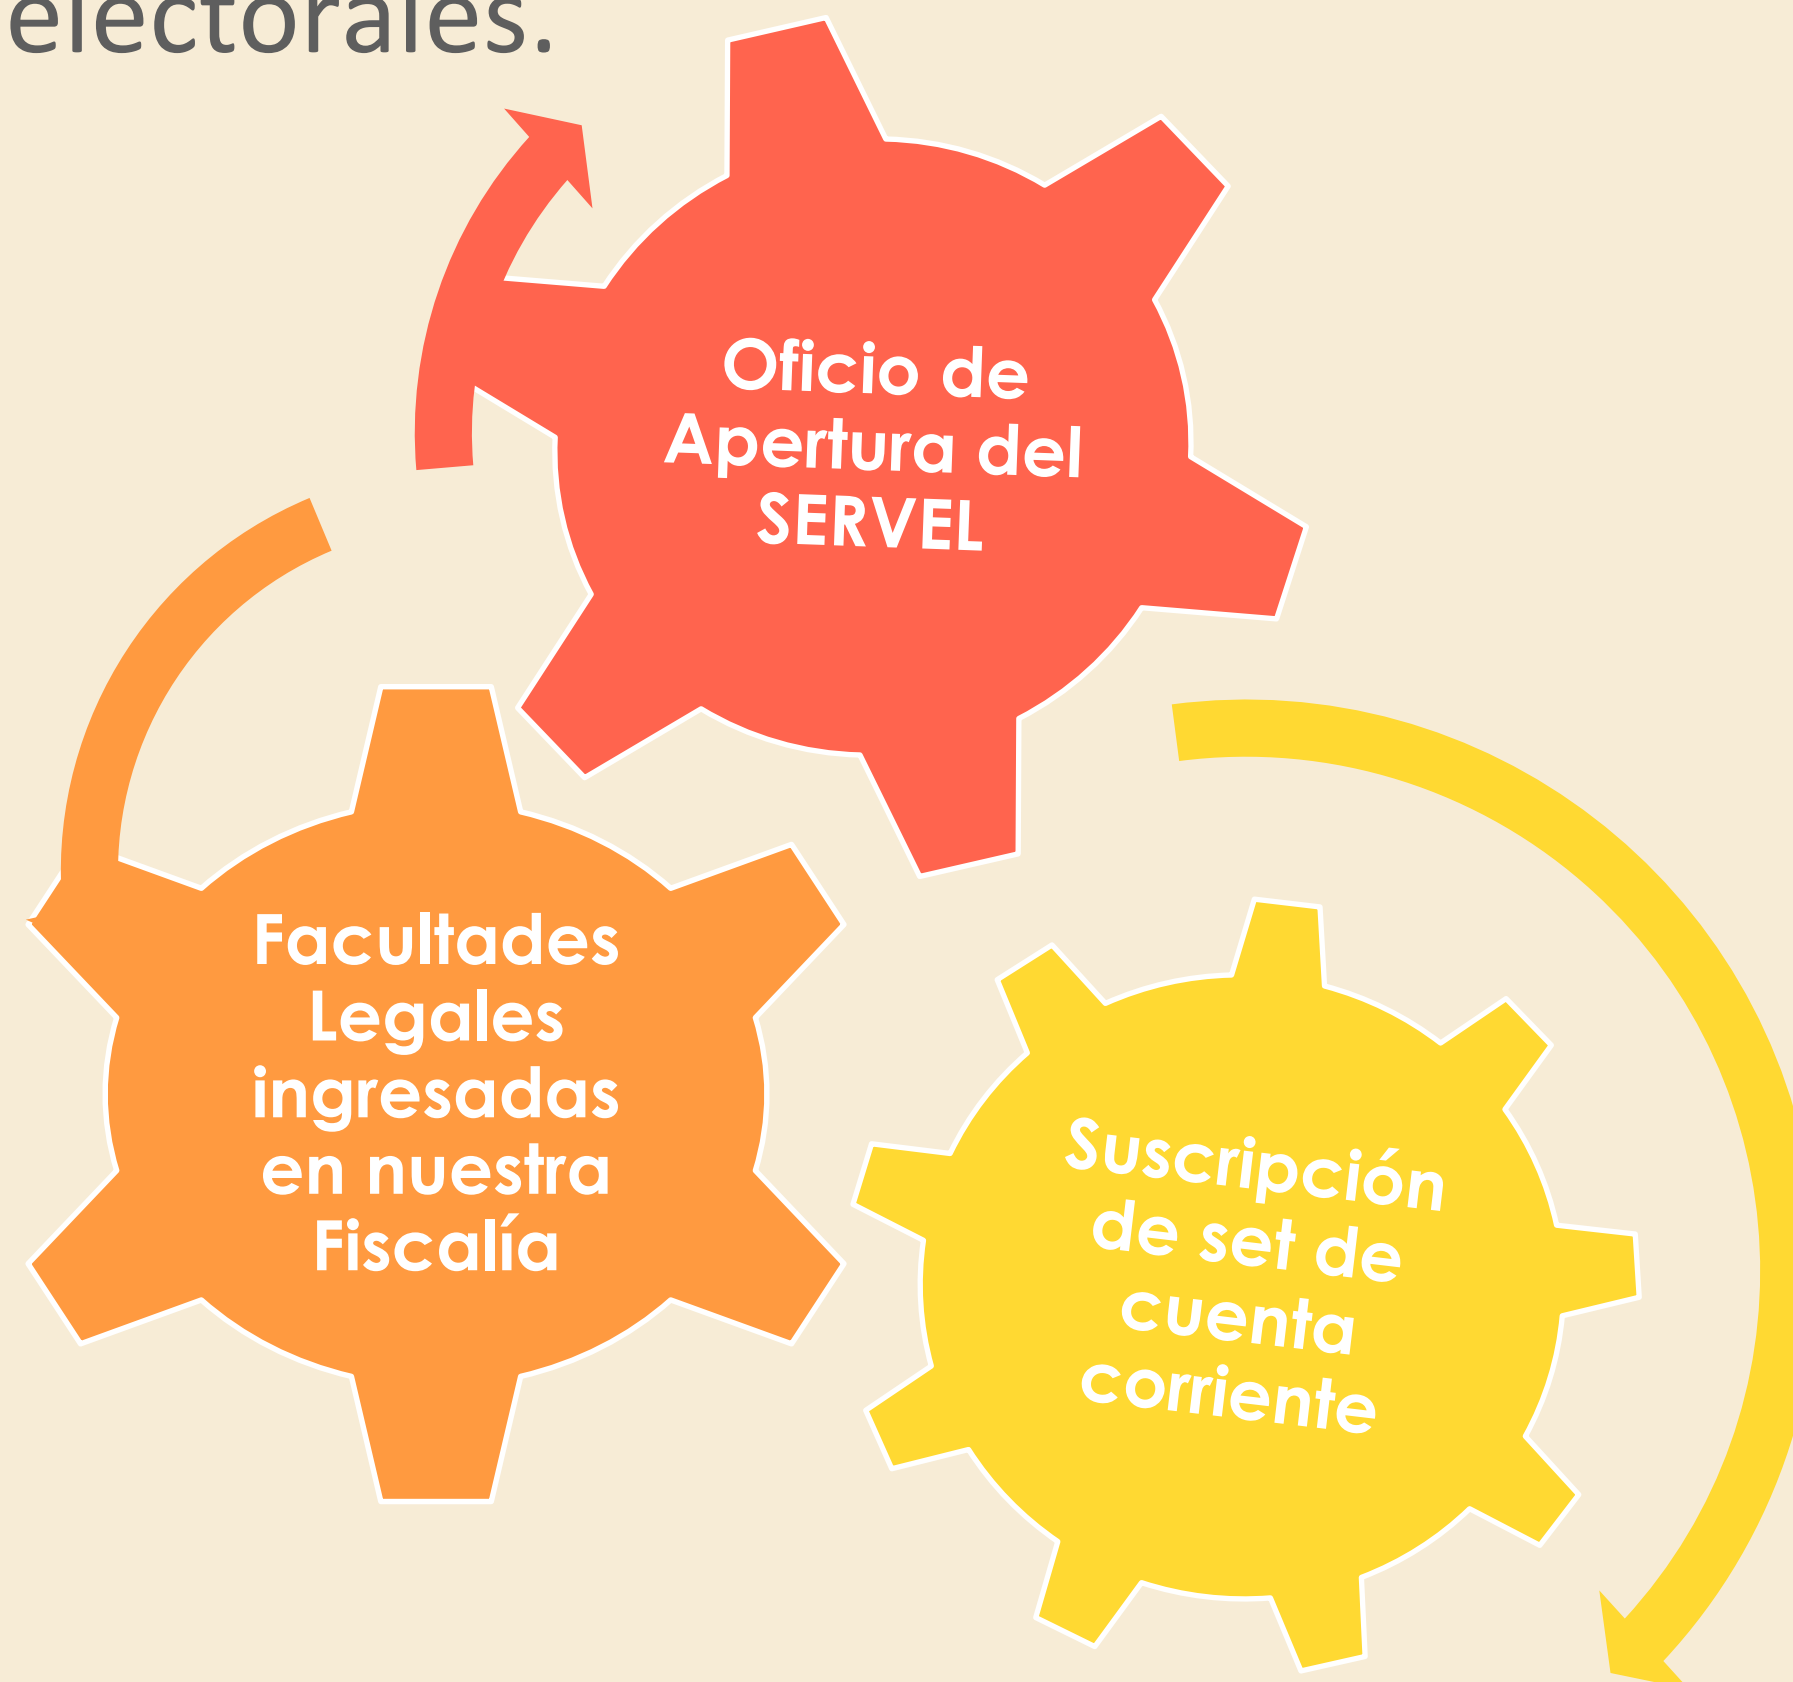 electorales.
Oficio de
Apertura del
SERVEL
Facultades
Legales
ingresadas
en nuestra
Fiscalía
Suscripción
de set de
cuenta
corriente